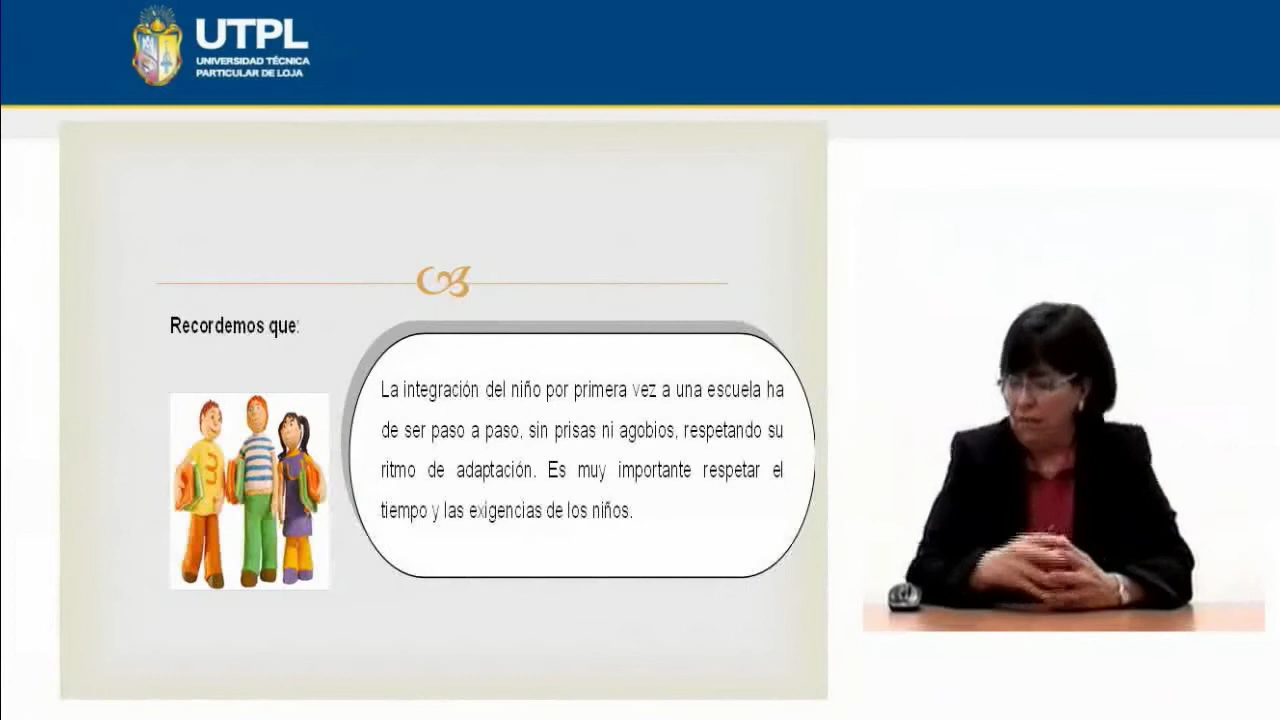 UTPL
UNIVERSIDAD TÉCNICA
PARTICULAR DE LOJA
Recordemos que:
La integración del niño por primera vez a una escuela ha
de ser paso a paso, sin prisas ni agobios, respetando su
ritmo de adaptación. Es muy importante respetar el
tiempo y las exigencias de los niños.